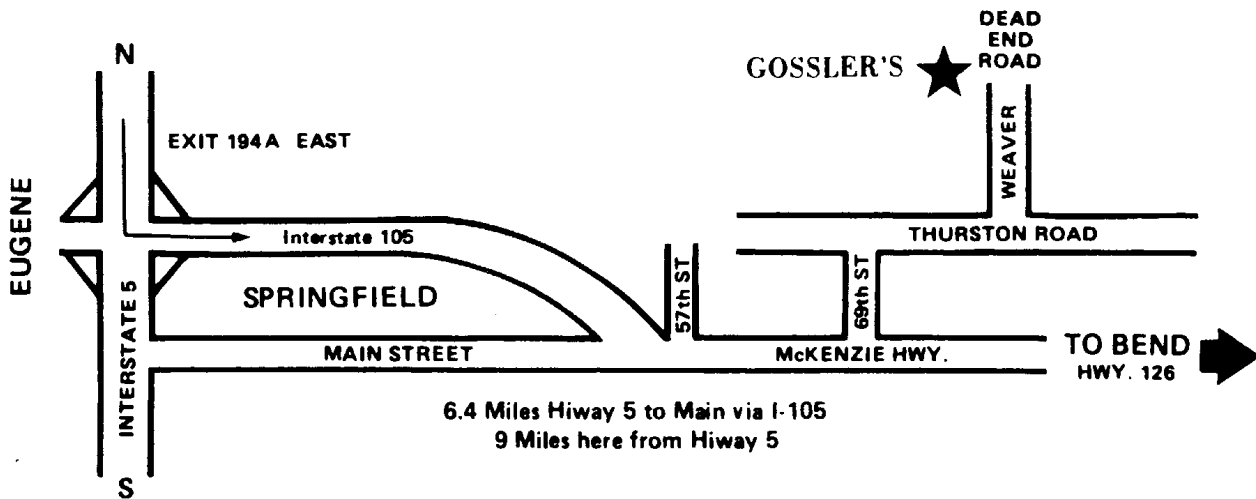 N
DEAD
END
ROAD
GOSSLER'S
EXIT 194A EAST
WEAVER
EUGENE
Interstate 105
THURSTON ROAD
SPRINGFIELD
57th ST
69th ST
INTERSTATE 5
MAIN STREET
McKENZIE HWY.
TO BEND
HWY. 126
6.4 Miles Hiway 5 to Main via I-105
9 Miles here from Hiway 5
S